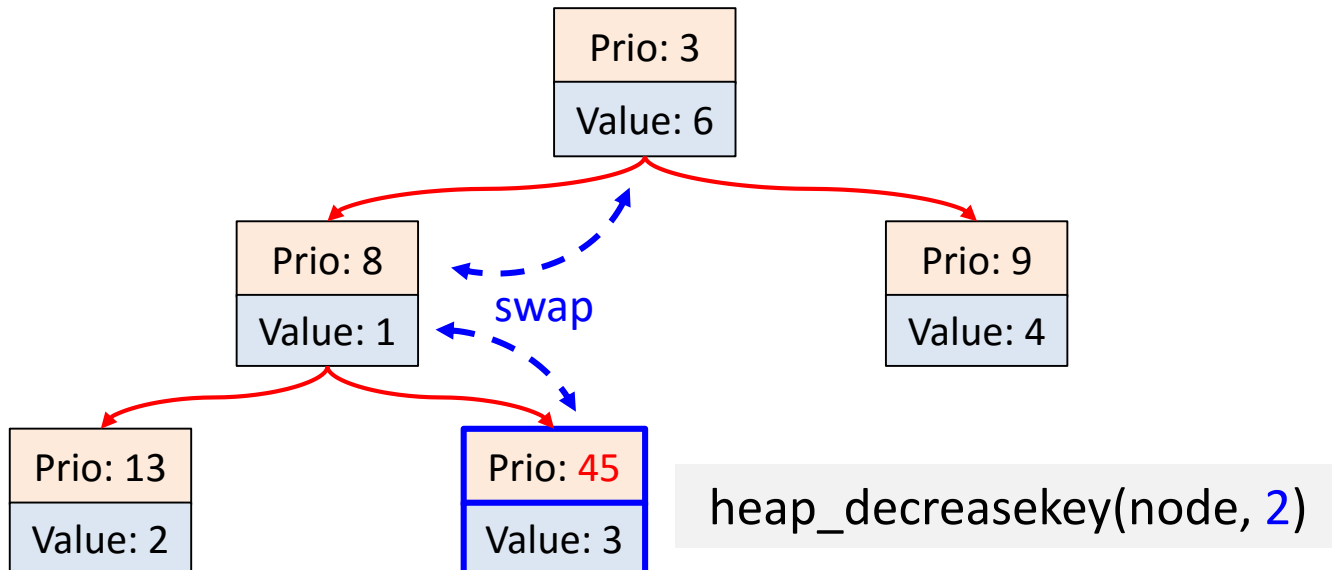 Prio: 3
Value: 6
Prio: 8
Value: 1
swap
Prio: 9
Value: 4
Prio: 13
Value: 2
Prio: 45
Value: 3
heap_decreasekey(node, 2)